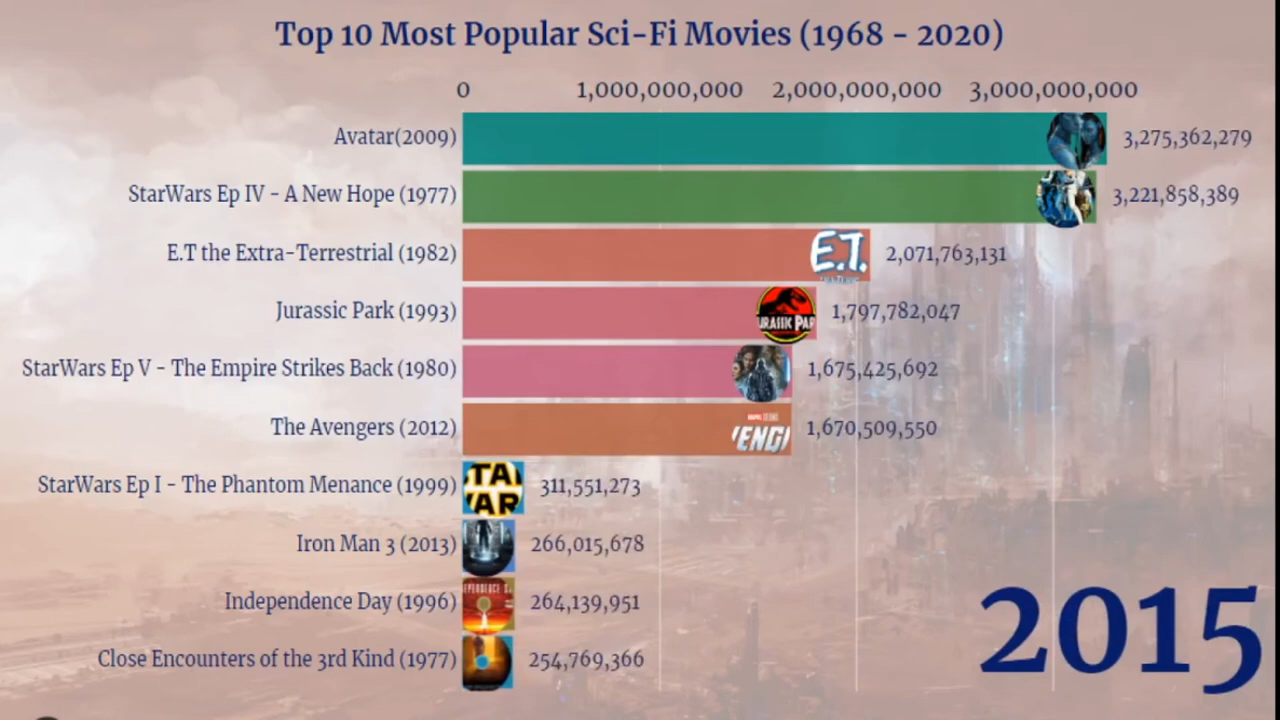 Top 10 Most Popular Sci-Fi Movies (1968 - 2020)
0 1,000,000,000 2,000,000,000 3,000,000,000
Avatar(2009) 3,275,362,279
StarWars Ep IV - A New Hope (1977) 3,221,858,389
E.T the Extra-Terrestrial (1982) E.T. 2,071,763,131
Jurassic Park (1993) JURASSIC PAR 1,797,782,047
StarWars Ep V - The Empire Strikes Back (1980) 1,675,425,692
The Avengers (2012) VENG 1,670,509,550
StarWars Ep I - The Phantom Menance (1999) STAR WAR 311,551,273
Iron Man 3 (2013) 266,015,678
Independence Day (1996) 264,139,951
Close Encounters of the 3rd Kind (1977) 254,769,366
2015